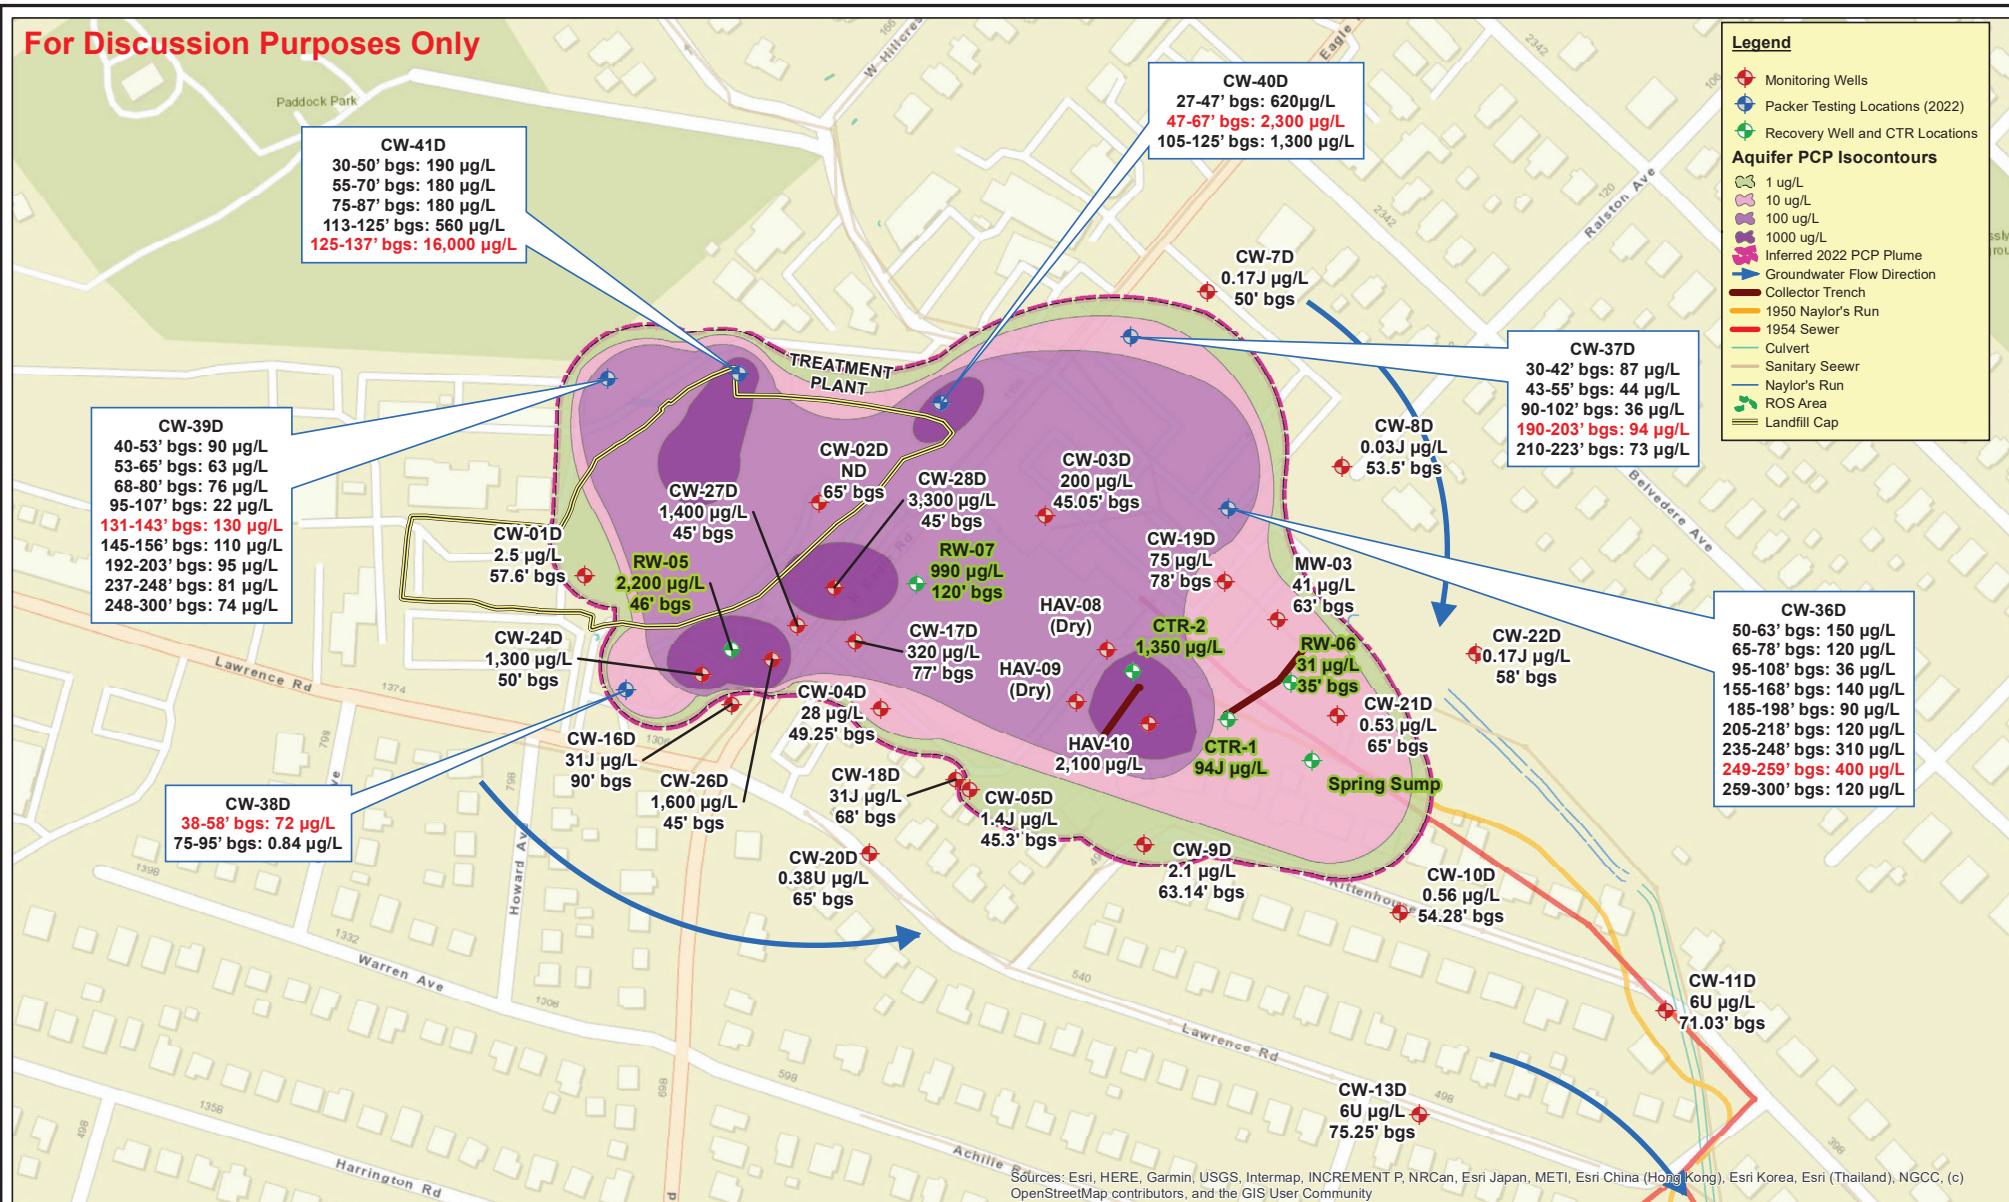 For Discussion Purposes Only
Paddock Park
W Hillcres
166
Eagle
2342
106
2342
120
Ralston Ave
Legend
Monitoring Wells
Packer Testing Locations (2022)
Recovery Well and CTR Locations
Aquifer PCP Isocontours
1 ug/L
10 ug/L
100 ug/L
1000 ug/L
Inferred 2022 PCP Plume
Groundwater Flow Direction
Collector Trench
1950 Naylor's Run
1954 Sewer
Culvert
Sanitary Seewr
Naylor's Run
ROS Area
Landfill Cap
CW-40D
27-47' bgs: 620µg/L
47-67' bgs: 2,300 µg/L
105-125' bgs: 1,300 µg/L
CW-41D
30-50' bgs: 190 µg/L
55-70' bgs: 180 µg/L
75-87' bgs: 180 µg/L
113-125' bgs: 560 µg/L
125-137' bgs: 16,000 µg/L
CW-7D
0.17J µg/L
50' bgs
CW-37D
30-42' bgs: 87 µg/L
43-55' bgs: 44 µg/L
90-102' bgs: 36 µg/L
190-203' bgs: 94 µg/L
210-223' bgs: 73 µg/L
TREATMENT
PLANT
CW-39D
40-53' bgs: 90 µg/L
53-65' bgs: 63 µg/L
68-80' bgs: 76 µg/L
95-107' bgs: 22 µg/L
131-143' bgs: 130 µg/L
145-156' bgs: 110 µg/L
192-203' bgs: 95 µg/L
237-248' bgs: 81 µg/L
248-300' bgs: 74 µg/L
CW-8D
0.03J µg/L
53.5' bgs
CW-02D
ND
65' bgs
CW-03D
200 µg/L
45.05' bgs
CW-28D
3,300 µg/L
45' bgs
CW-27D
1,400 µg/L
45' bgs
Belvedere Ave
CW-01D
2.5 µg/L
57.6' bgs
CW-19D
75 µg/L
78' bgs
RW-07
990 µg/L
120' bgs
RW-05
2,200 µg/L
46' bgs
MW-03
41 µg/L
63' bgs
HAV-08
(Dry)
CTR-2
1,350 µg/L
CW-36D
50-63' bgs: 150 µg/L
65-78' bgs: 120 µg/L
95-108' bgs: 36 µg/L
155-168' bgs: 140 µg/L
185-198' bgs: 90 µg/L
205-218' bgs: 120 µg/L
235-248' bgs: 310 µg/L
249-259' bgs: 400 µg/L
259-300' bgs: 120 µg/L
CW-24D
1,300 µg/L
50' bgs
CW-17D
320 µg/L
77' bgs
RW-06
31 µg/L
35' bgs
CW-22D
0.17J µg/L
58' bgs
HAV-09
(Dry)
Lawrence Rd
1374
CW-04D
28 µg/L
49.25' bgs
CW-21D
0.53 µg/L
65' bgs
798
CW-16D
31J µg/L
90' bgs
1306
HAV-10
2,100 µg/L
CTR-1
94J µg/L
CW-26D
1,600 µg/L
45' bgs
CW-18D
31J µg/L
68' bgs
Spring Sump
CW-38D
38-58' bgs: 72 µg/L
75-95' bgs: 0.84 µg/L
798
Howard Ave
CW-05D
1.4J µg/L
45.3' bgs
CW-20D
0.38U µg/L
65' bgs
CW-9D
2.1 µg/L
63.14' bgs
CW-10D
0.56 µg/L
54.28' bgs
1398
Kittenhouse
1332
Warren Ave
1308
540
CW-11D
6U µg/L
71.03' bgs
Lawrence Rd
598
698
CW-13D
6U µg/L
75.25' bgs
498
1358
498
398
Harrington Rd
Achille Rd
Sources: Esri, HERE, Garmin, USGS, Intermap, INCREMENT P, NRCan, Esri Japan, METI, Esri China (Hong Kong), Esri Korea, Esri (Thailand), NGCC, (c)
OpenStreetMap contributors, and the GIS User Community